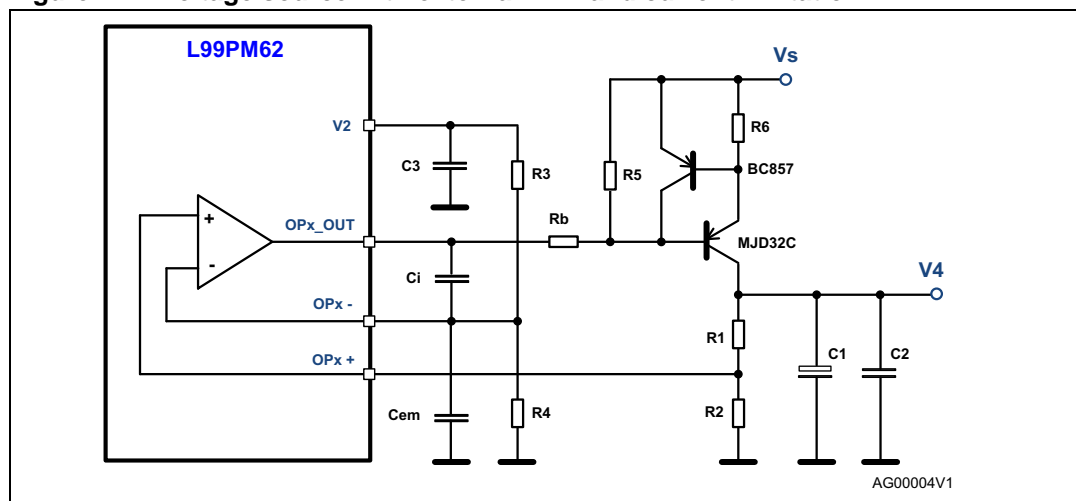 L99PM62
Vs
V2
R6
C3
R3
R5
BC857
OPx_OUT
Rb
MJD32C
+
-
Ci
V4
OPx -
R1
C1
C2
OPx +
Cem
R4
R2
AG00004V1